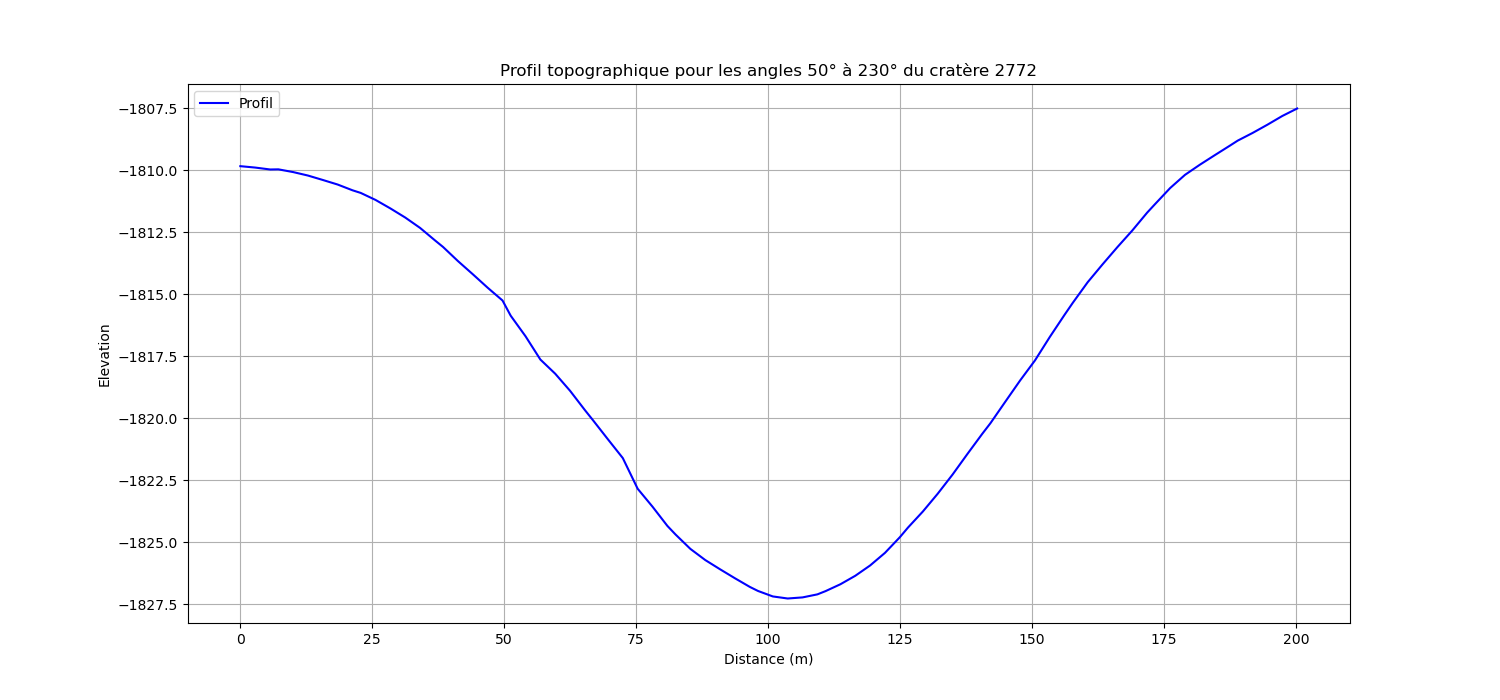 Profil topographique pour les angles 50° à 230° du cratère 2772
Profil
−1807.5
−1810.0
−1812.5
−1815.0
−1817.5
−1820.0
−1822.5
−1825.0
−1827.5
Elevation
0 25 50 75 100 125 150 175 200
Distance (m)